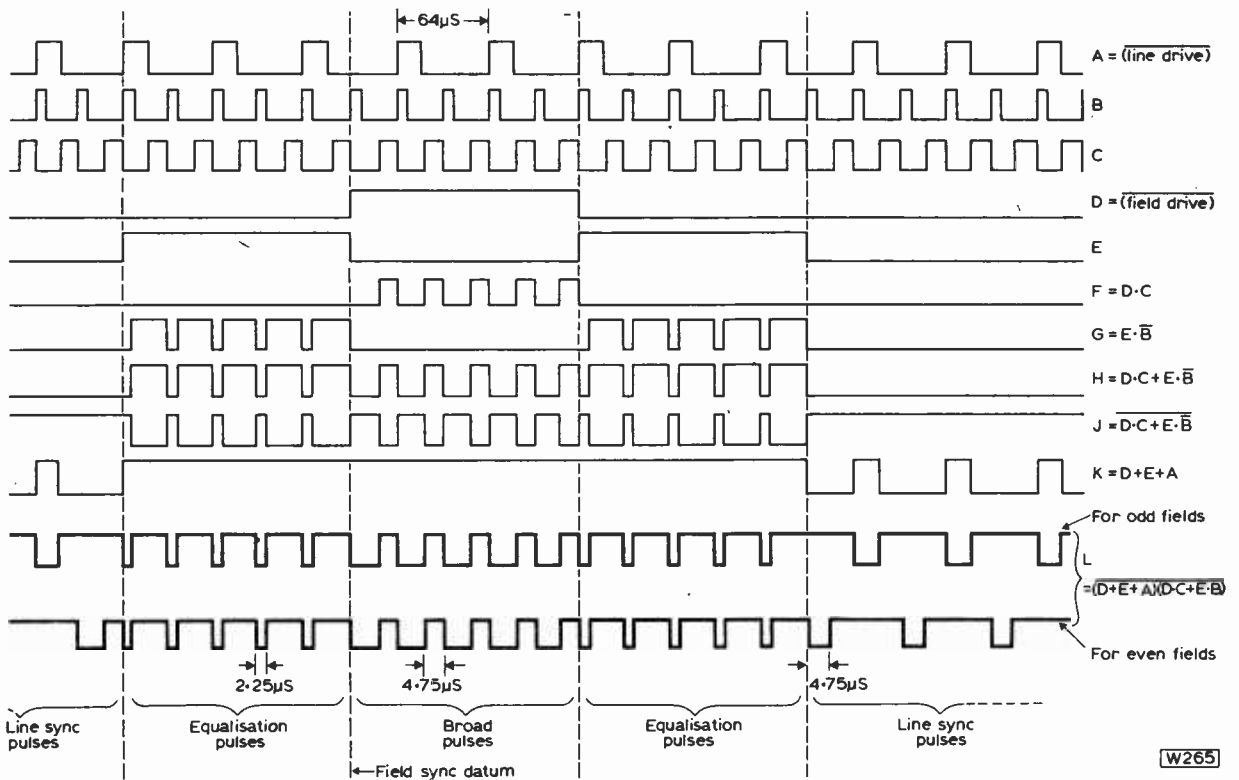 64µS
A = (line drive)
B
C
D = (field drive)
E
F = D·C
G = E·B̅
H = D·C + E·B̅
J = D·C + E·B̅
K = D + E + A
For odd fields
L
=(D+E+A)(D·C+E·B)
For even fields
2·25µS
4·75µS
4·75µS
Line sync pulses
Equalisation pulses
Broad pulses
Equalisation pulses
Line sync pulses
Field sync datum
W265